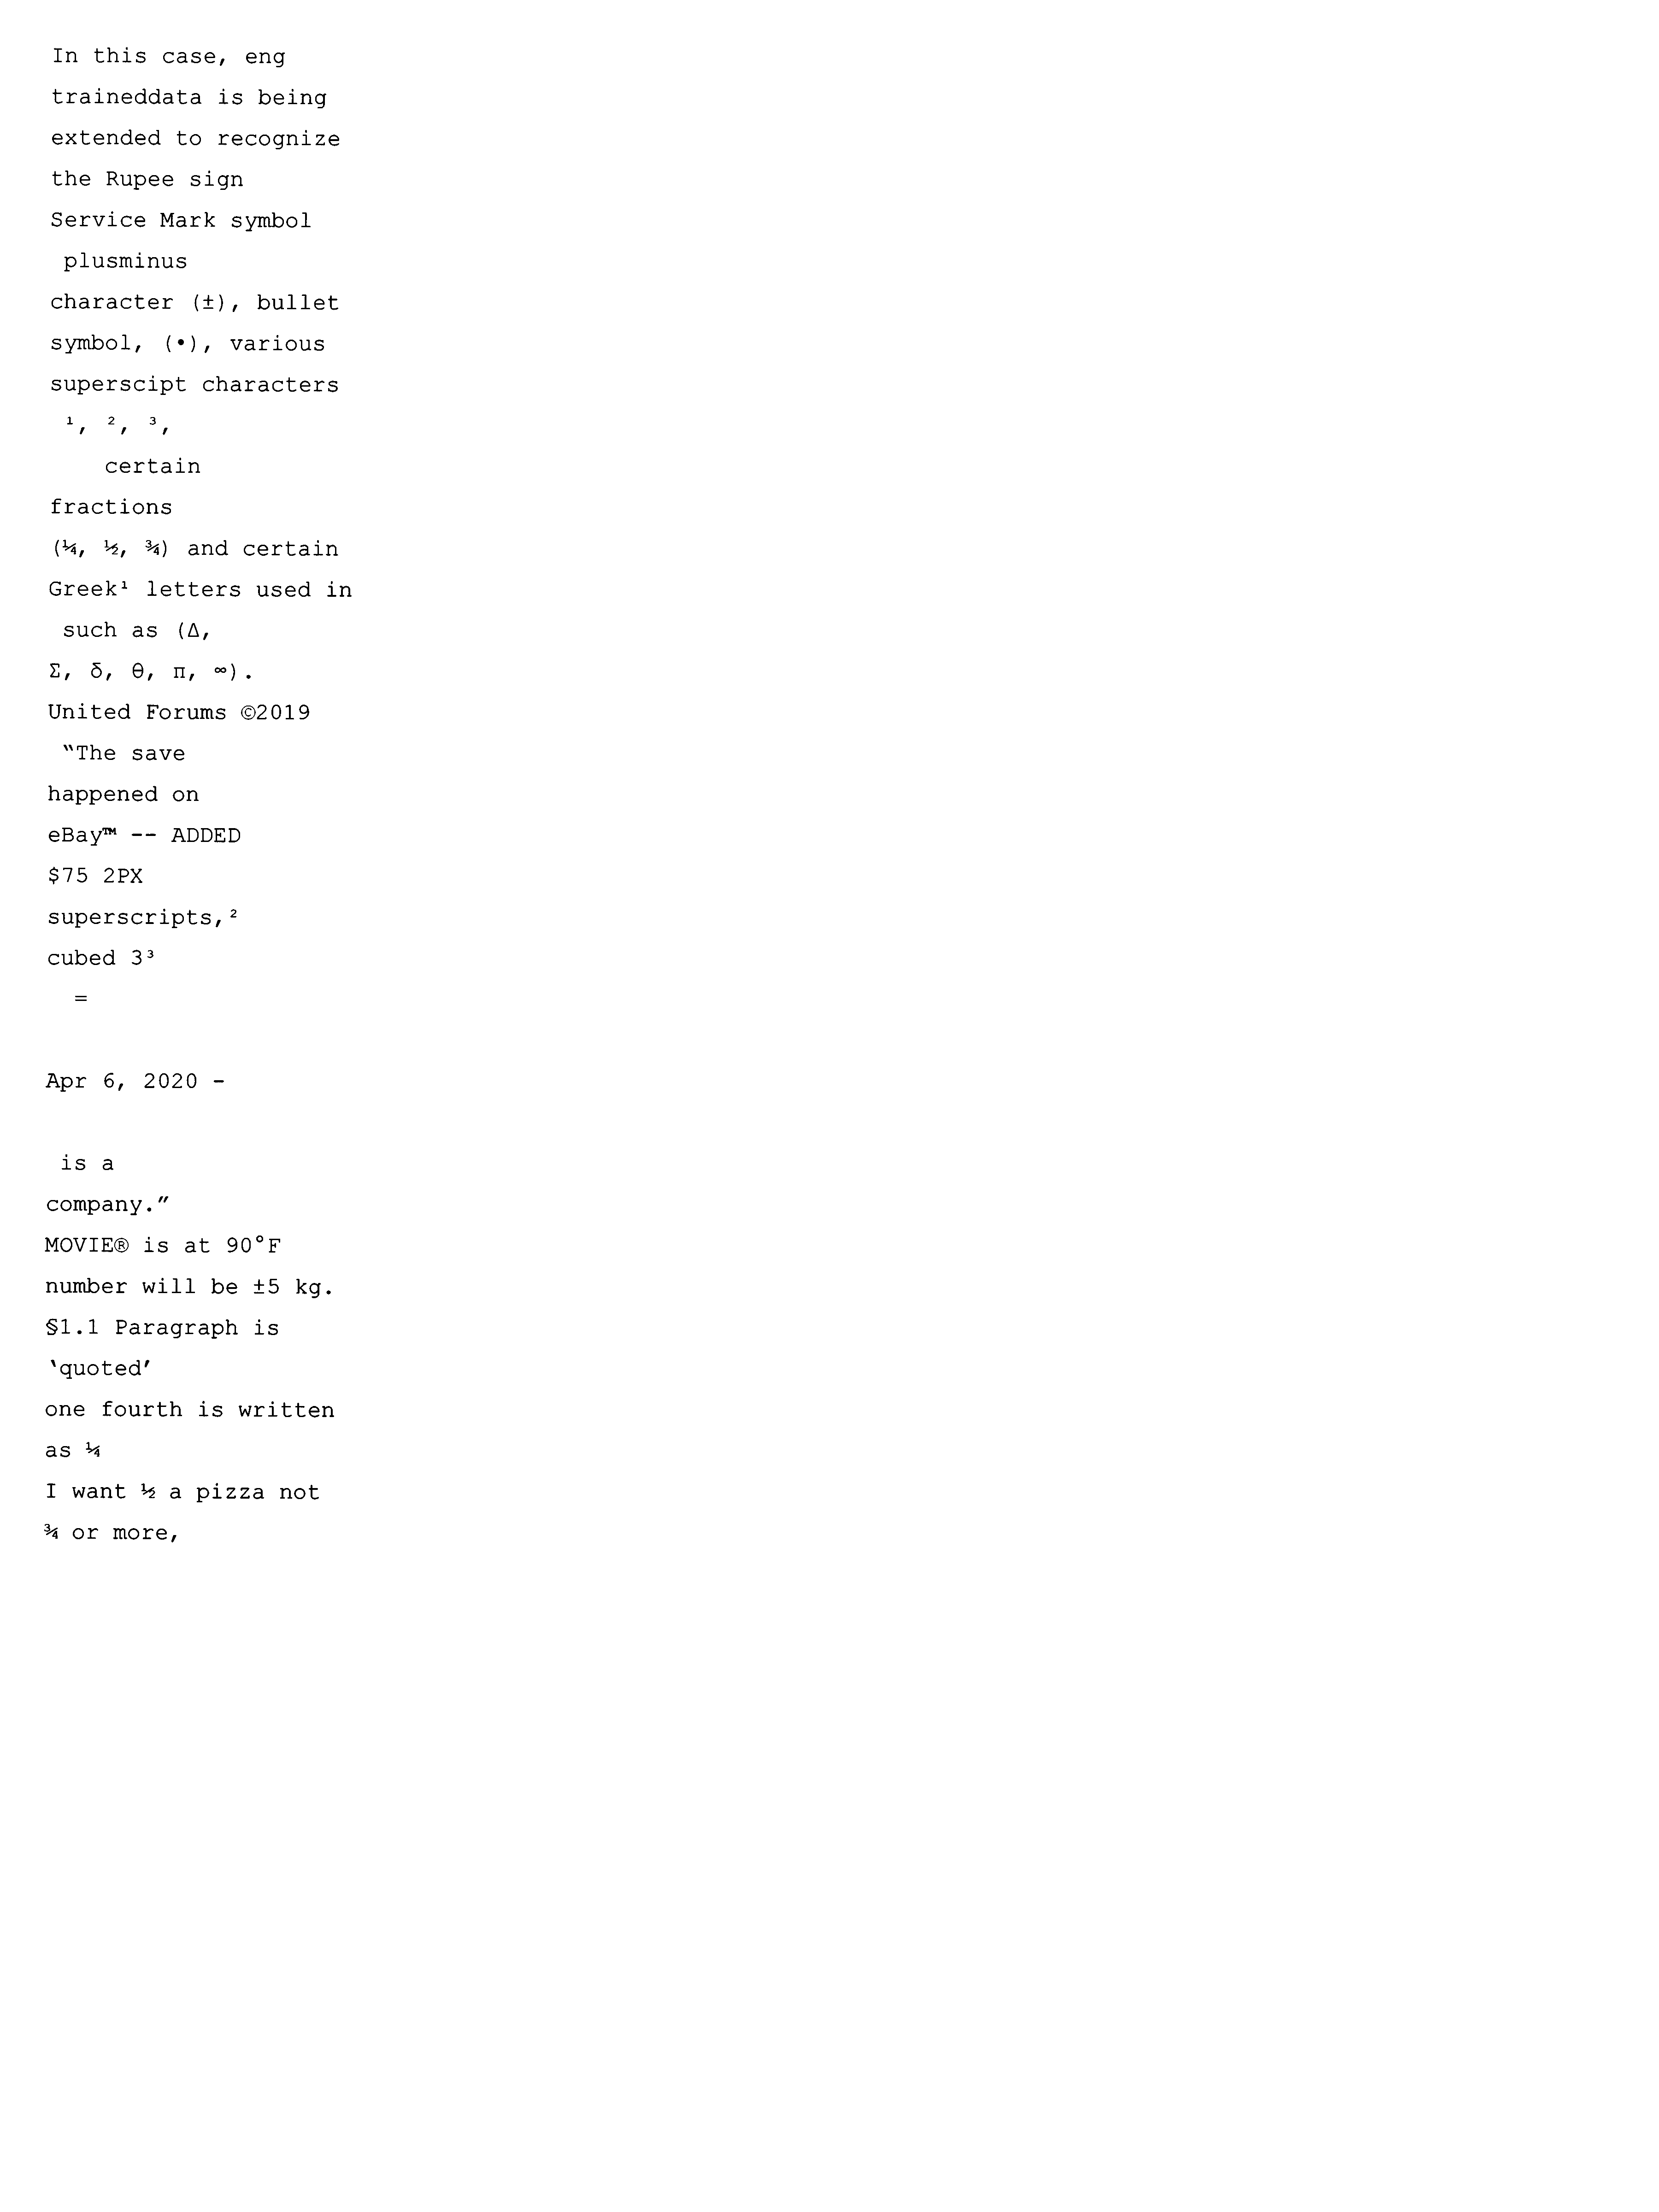 In this case, eng
traineddata is being
extended to recognize
the Rupee sign
Service Mark symbol
plusminus
character (±), bullet
symbol, (•), various
superscipt characters
¹, ², ³,
certain
fractions
(¼, ½, ¾) and certain
Greek¹ letters used in
such as (Δ,
Σ, δ, θ, π, ∞).
United Forums ©2019
“The save
happened on
eBay™ -- ADDED
$75 2PX
superscripts,²
cubed 3³
=
Apr 6, 2020 -
is a
company.”
MOVIE® is at 90°F
number will be ±5 kg.
§1.1 Paragraph is
‘quoted’
one fourth is written
as ¼
I want ½ a pizza not
¾ or more,